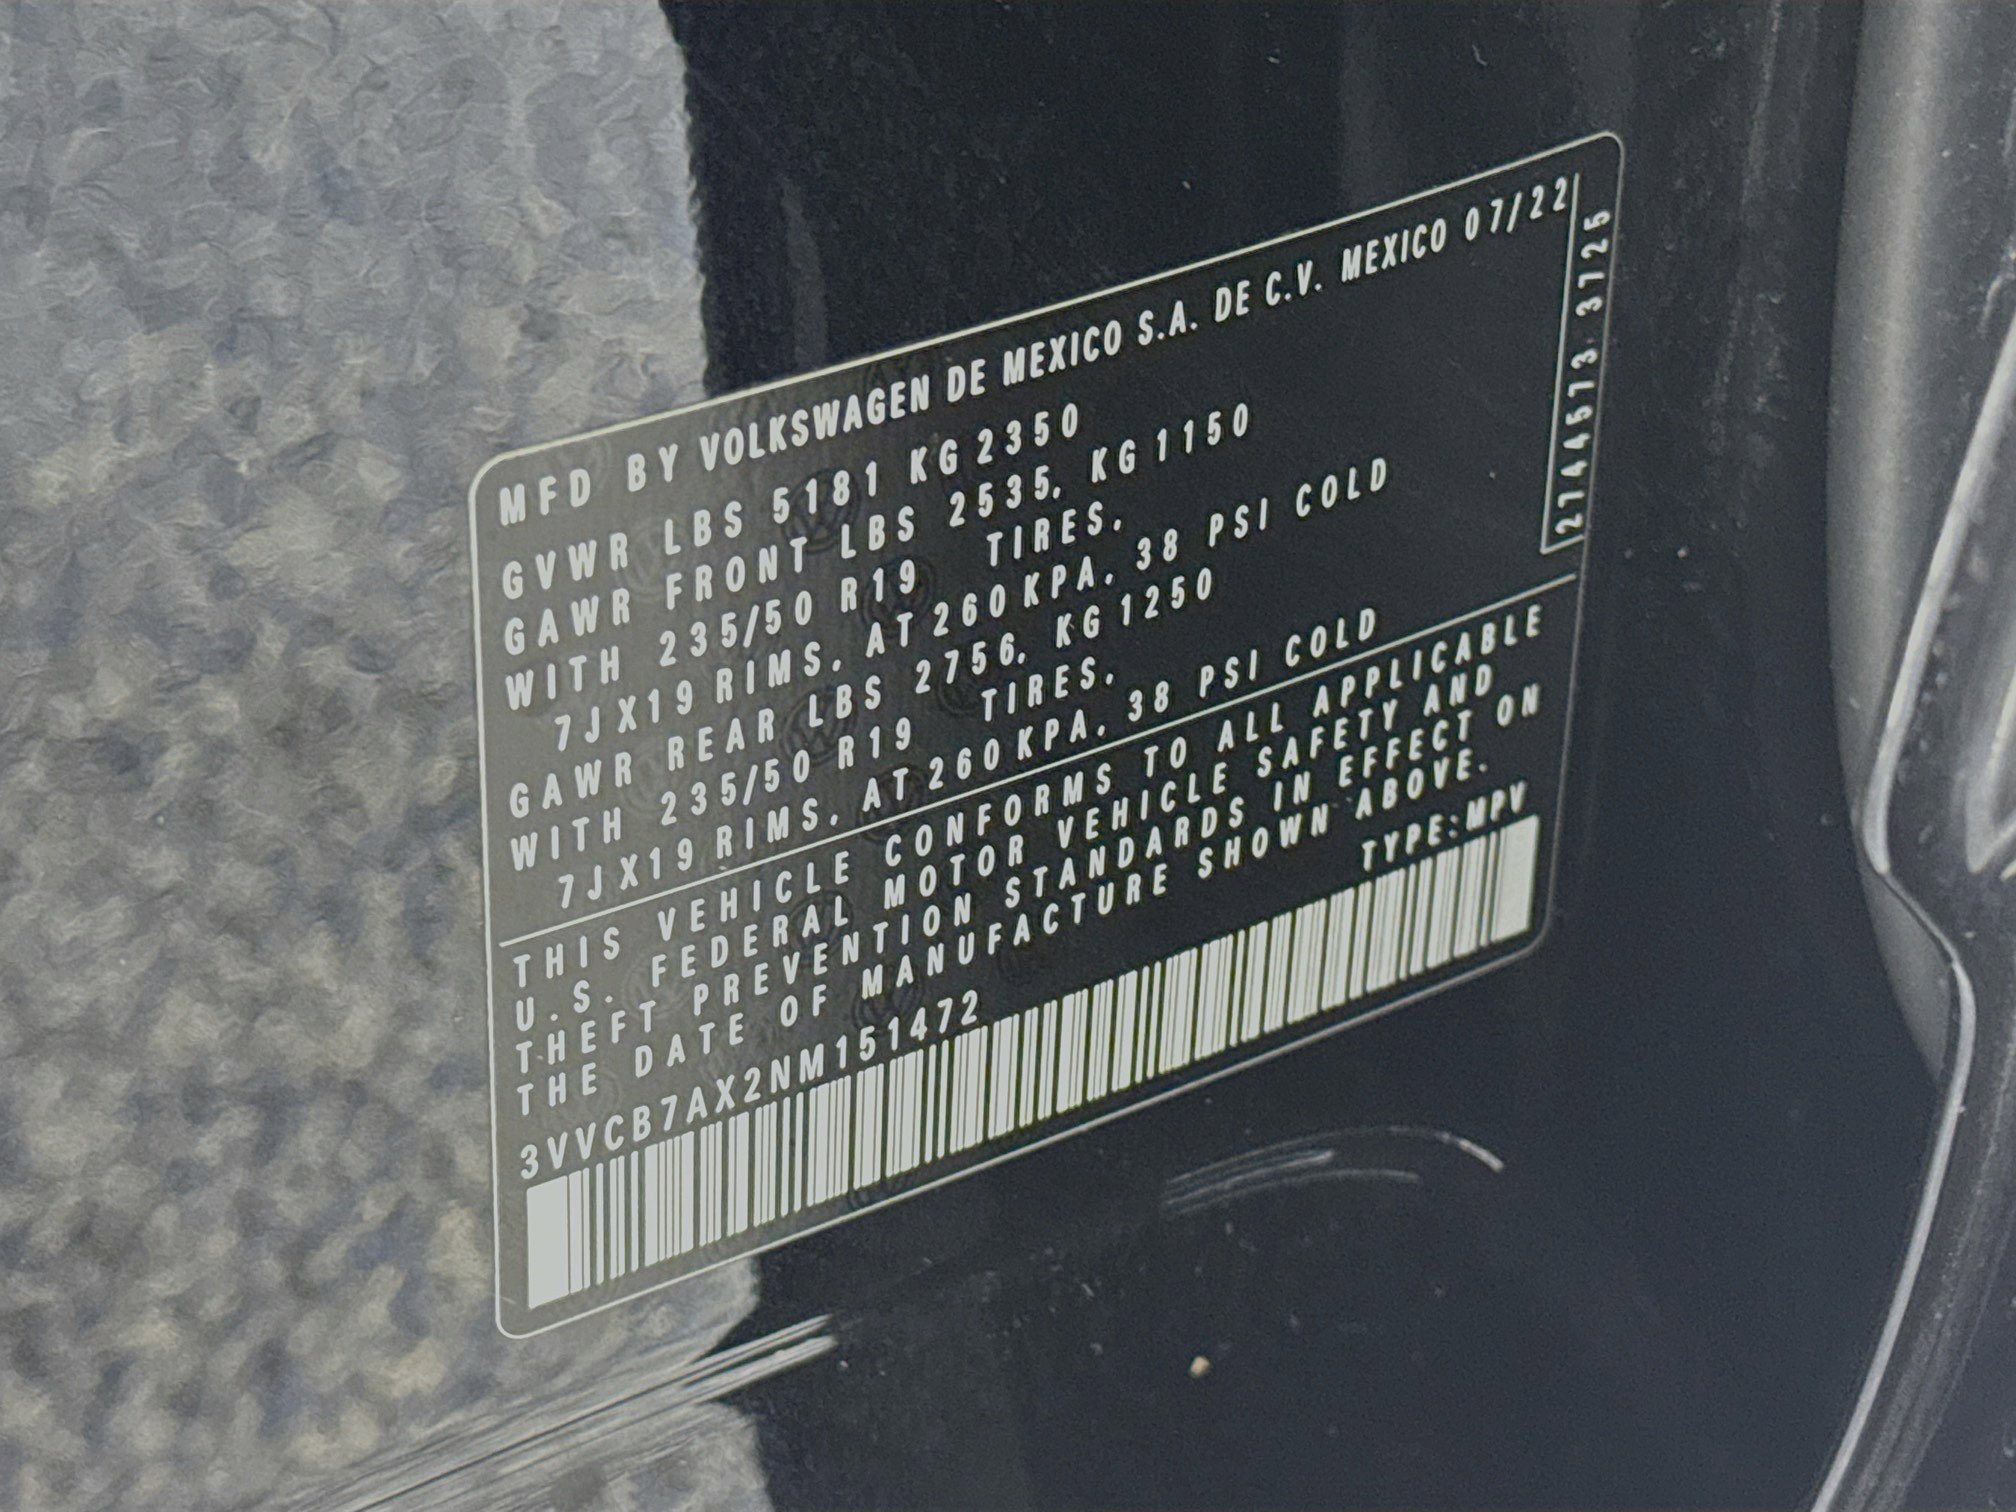 MFD BY VOLKSWAGEN DE MEXICO S.A. DE C.V. MEXICO 07/22
GVWR LBS 5181 KG 2350
GAWR FRONT LBS 2535, KG 1150
WITH 235/50 R19 TIRES,
7JX19 RIMS, AT 260 KPA, 38 PSI COLD
GAWR REAR LBS 2756, KG 1250
WITH 235/50 R19 TIRES,
7JX19 RIMS, AT 260 KPA, 38 PSI COLD
2744573 3725
THIS VEHICLE CONFORMS TO ALL APPLICABLE
U.S. FEDERAL MOTOR VEHICLE SAFETY AND
THEFT PREVENTION STANDARDS IN EFFECT ON
THE DATE OF MANUFACTURE SHOWN ABOVE.
3VVCB7AX2NM151472 TYPE:MPV